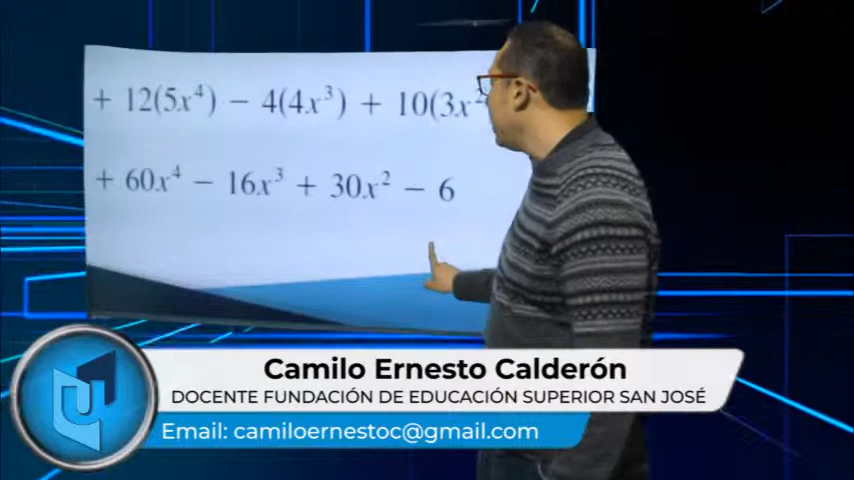 + 12(5x⁴) − 4(4x³) + 10(3x²
+ 60x⁴ − 16x³ + 30x² − 6
Camilo Ernesto Calderón
DOCENTE FUNDACIÓN DE EDUCACIÓN SUPERIOR SAN JOSÉ
Email: camiloernestoc@gmail.com